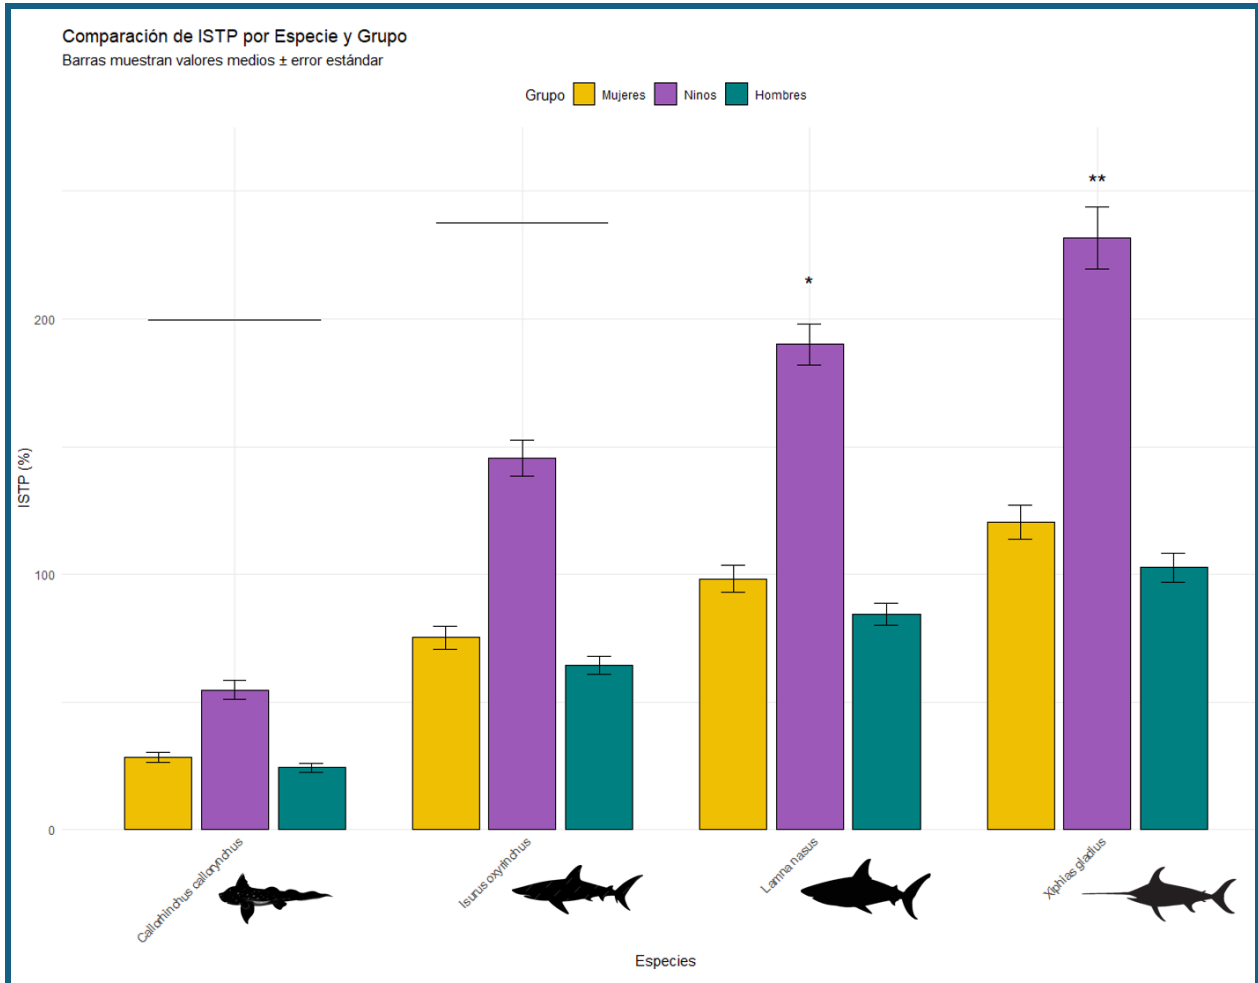 Comparación de ISTP por Especie y Grupo
Barras muestran valores medios ± error estándar
Grupo Mujeres Ninos Hombres
**
*
200
100
0
ISTP (%)
Callorhinchus callorynchus
Isurus oxyrinchus
Lamna nasus
Xiphias gladius
Especies